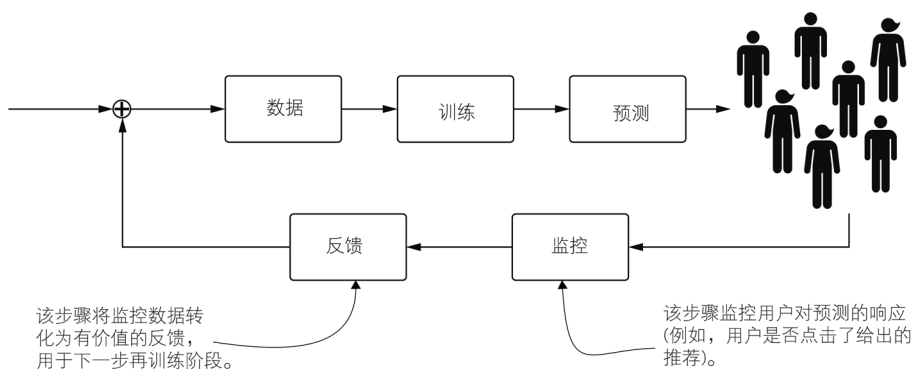 数据
训练
预测
反馈
监控
该步骤将监控数据转
化为有价值的反馈，
用于下一步再训练阶段。
该步骤监控用户对预测的响应
(例如，用户是否点击了给出的
推荐)。